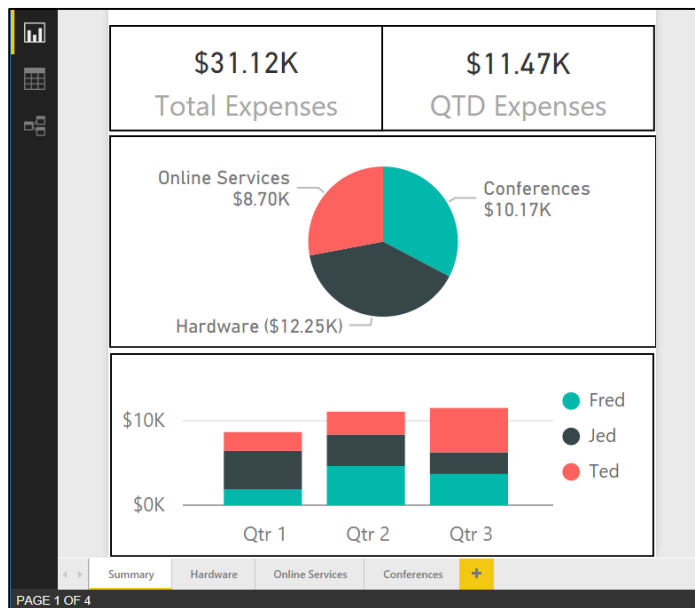 $31.12K
Total Expenses
$11.47K
QTD Expenses
Online Services
$8.70K
Conferences
$10.17K
Hardware ($12.25K)
$10K
$0K
Qtr 1
Qtr 2
Qtr 3
Fred
Jed
Ted
Summary
Hardware
Online Services
Conferences
+
PAGE 1 OF 4